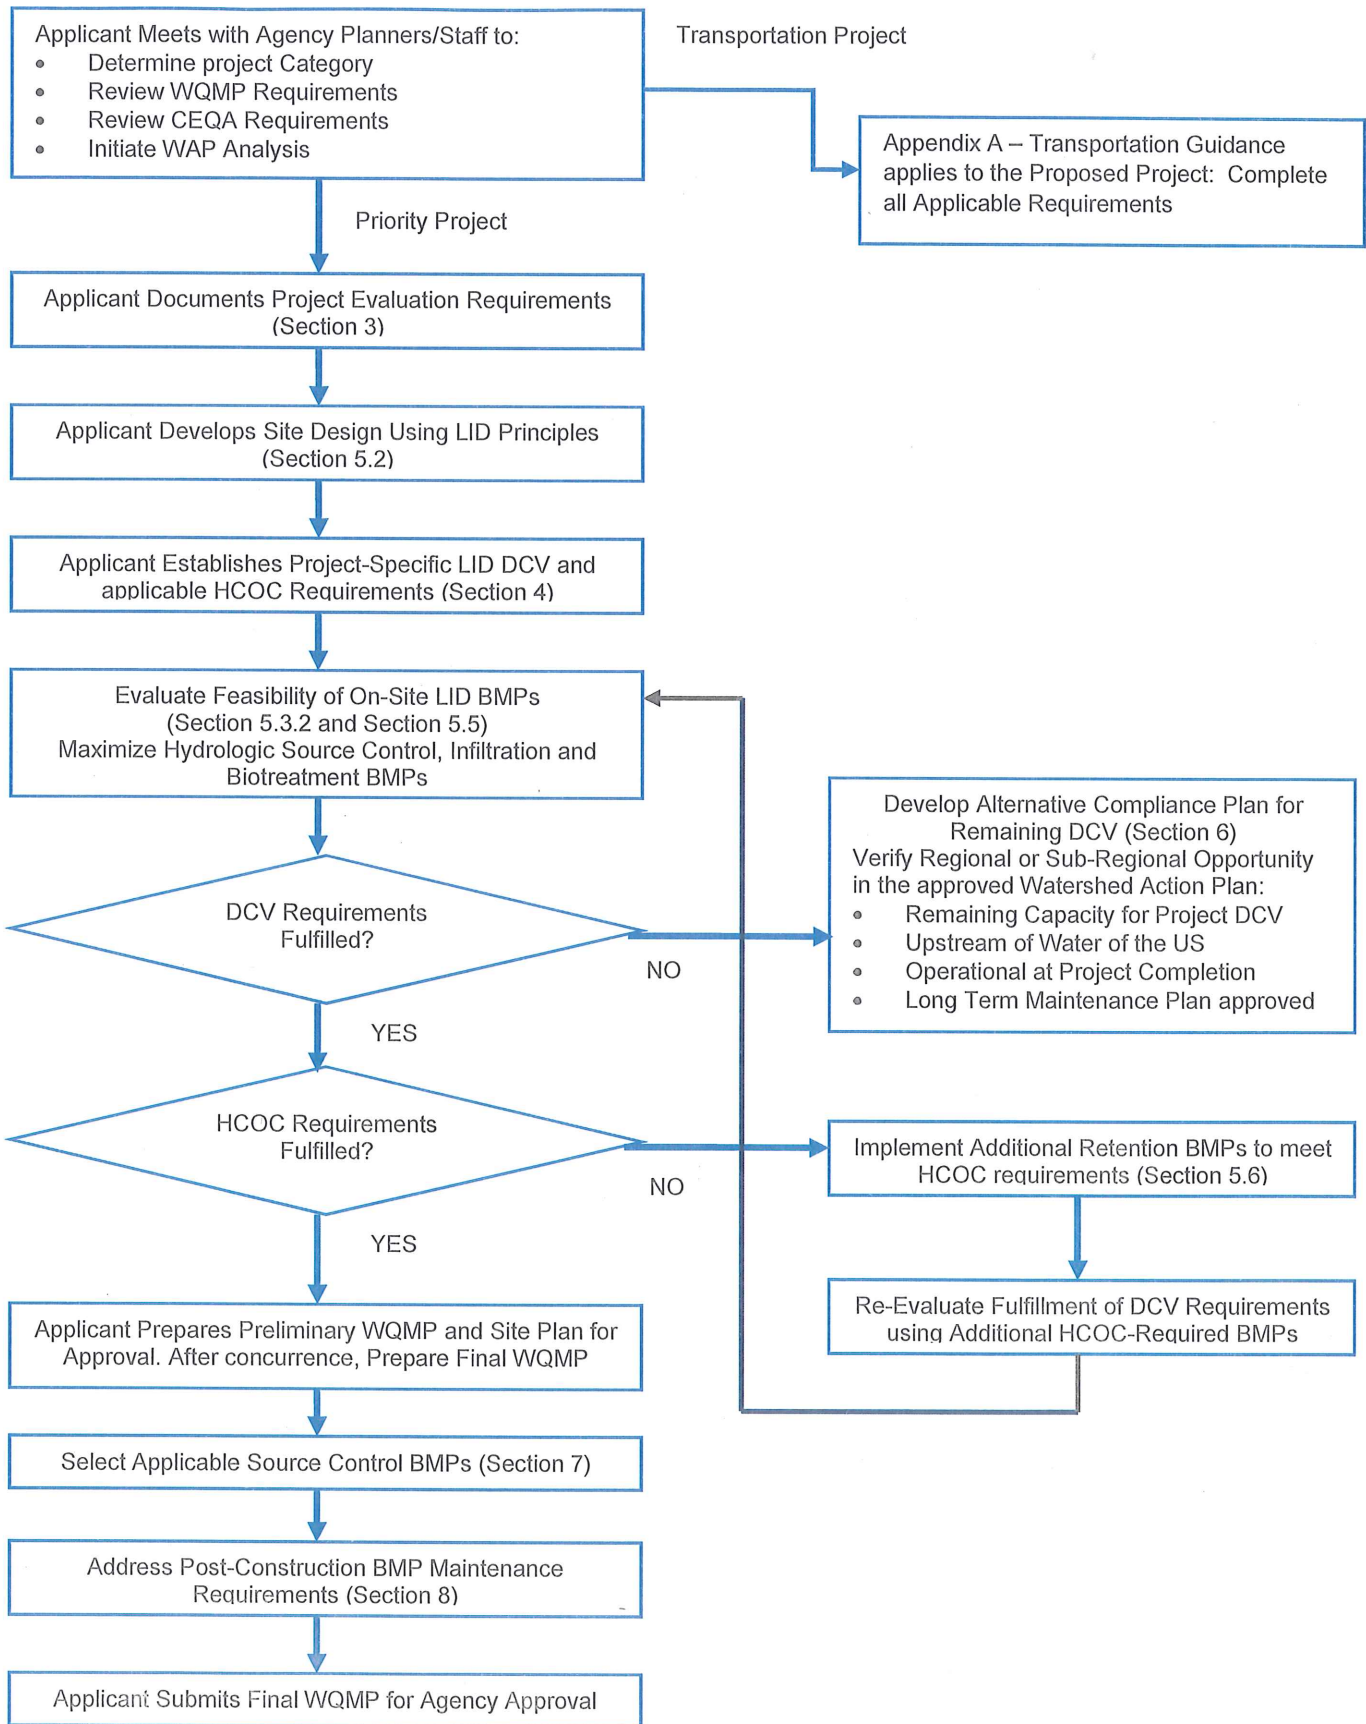 Applicant Meets with Agency Planners/Staff to:
• Determine project Category
• Review WQMP Requirements
• Review CEQA Requirements
• Initiate WAP Analysis
Transportation Project
Appendix A – Transportation Guidance
applies to the Proposed Project: Complete
all Applicable Requirements
Priority Project
Applicant Documents Project Evaluation Requirements
(Section 3)
Applicant Develops Site Design Using LID Principles
(Section 5.2)
Applicant Establishes Project-Specific LID DCV and
applicable HCOC Requirements (Section 4)
Evaluate Feasibility of On-Site LID BMPs
(Section 5.3.2 and Section 5.5)
Maximize Hydrologic Source Control, Infiltration and
Biotreatment BMPs
DCV Requirements
Fulfilled?
NO
Develop Alternative Compliance Plan for
Remaining DCV (Section 6)
Verify Regional or Sub-Regional Opportunity
in the approved Watershed Action Plan:
• Remaining Capacity for Project DCV
• Upstream of Water of the US
• Operational at Project Completion
• Long Term Maintenance Plan approved
YES
HCOC Requirements
Fulfilled?
NO
Implement Additional Retention BMPs to meet
HCOC requirements (Section 5.6)
Re-Evaluate Fulfillment of DCV Requirements
using Additional HCOC-Required BMPs
YES
Applicant Prepares Preliminary WQMP and Site Plan for
Approval. After concurrence, Prepare Final WQMP
Select Applicable Source Control BMPs (Section 7)
Address Post-Construction BMP Maintenance
Requirements (Section 8)
Applicant Submits Final WQMP for Agency Approval